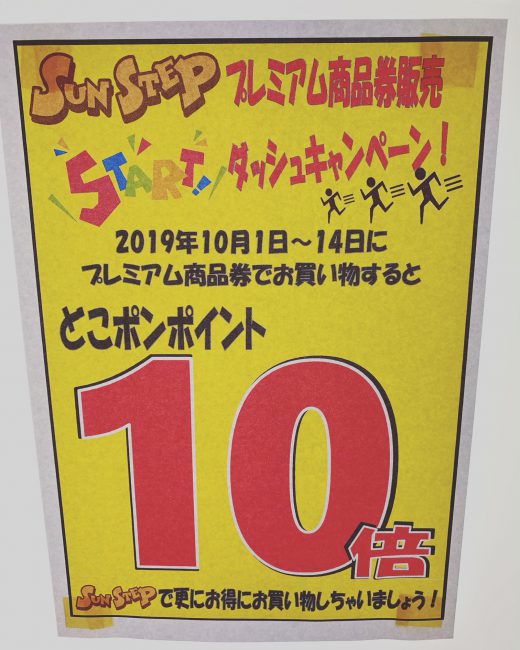 SUN STEP プレミアム商品券販売
START! ダッシュキャンペーン!
2019年10月1日〜14日に
プレミアム商品券でお買い物すると
とこポンポイント
10倍
SUN STEPで更にお得にお買い物しちゃいましょう!